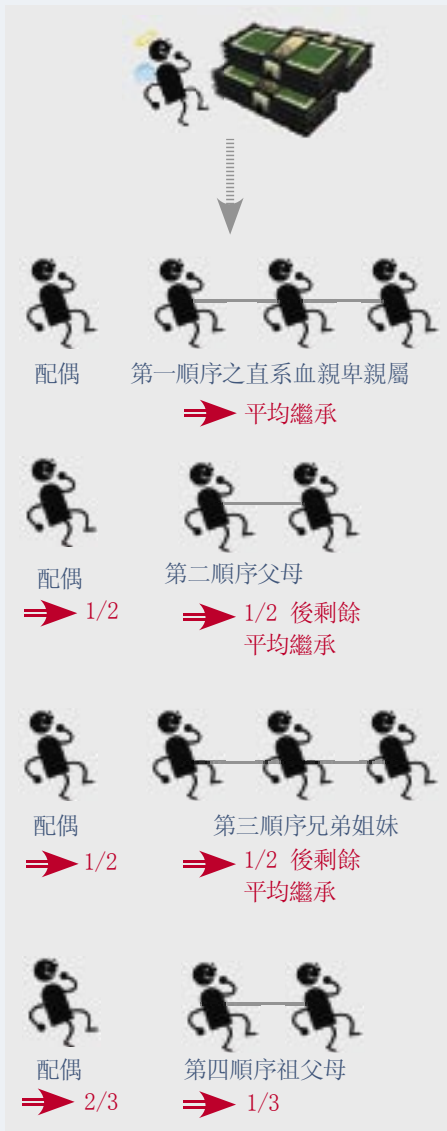 配偶 第一順序之直系血親卑親屬
平均繼承
配偶 第二順序父母
1/2 1/2 後剩餘
平均繼承
配偶 第三順序兄弟姐妹
1/2 1/2 後剩餘
平均繼承
配偶 第四順序祖父母
2/3 1/3